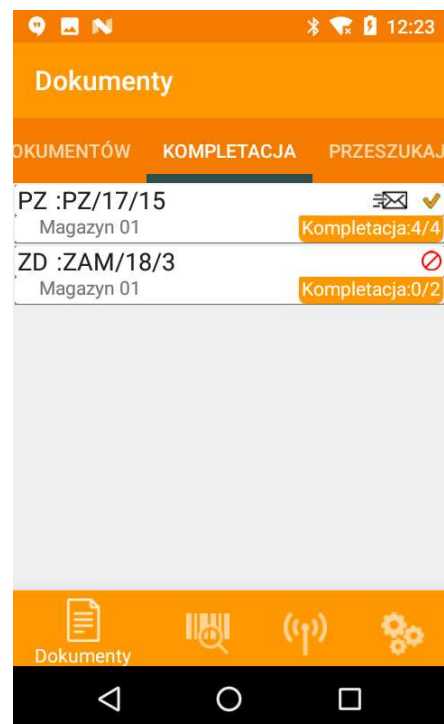 12:23
Dokumenty
OKUMENTÓW KOMPLETACJA PRZESZUKAJ
PZ :PZ/17/15
Magazyn 01 Kompletacja:4/4
ZD :ZAM/18/3
Magazyn 01 Kompletacja:0/2
Dokumenty